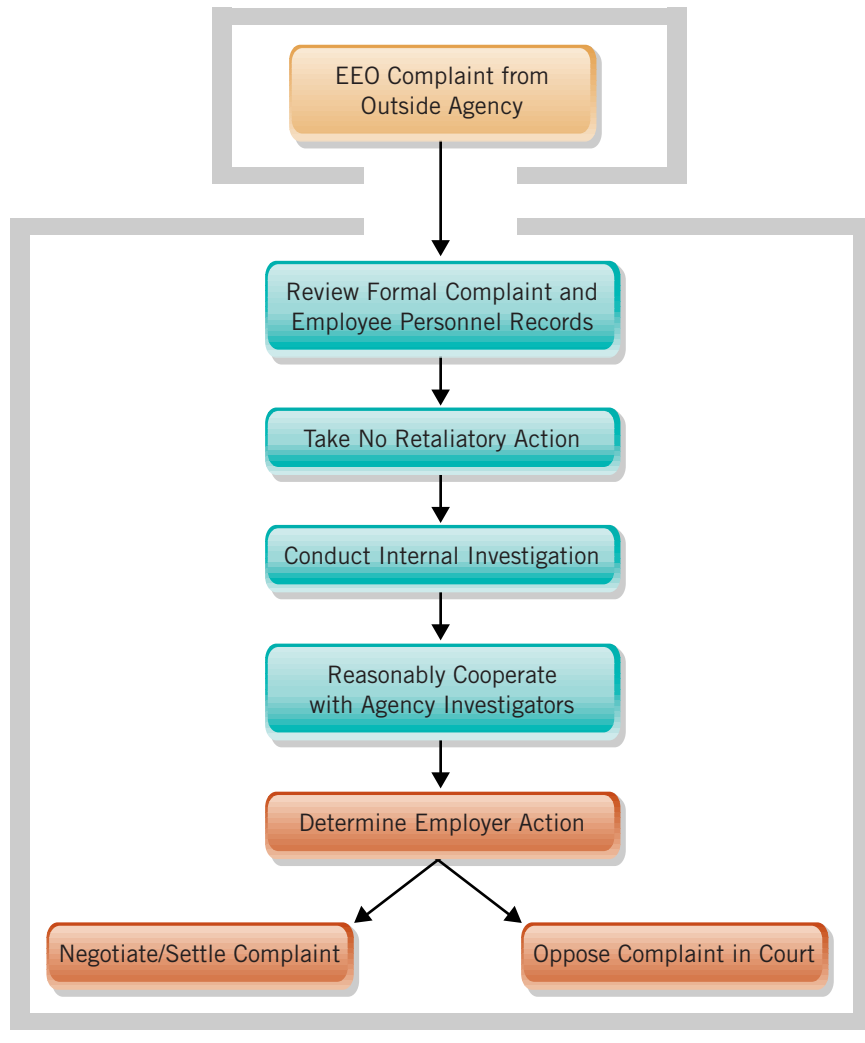 EEO Complaint from
Outside Agency
Review Formal Complaint and
Employee Personnel Records
Take No Retaliatory Action
Conduct Internal Investigation
Reasonably Cooperate
with Agency Investigators
Determine Employer Action
Negotiate/Settle Complaint
Oppose Complaint in Court